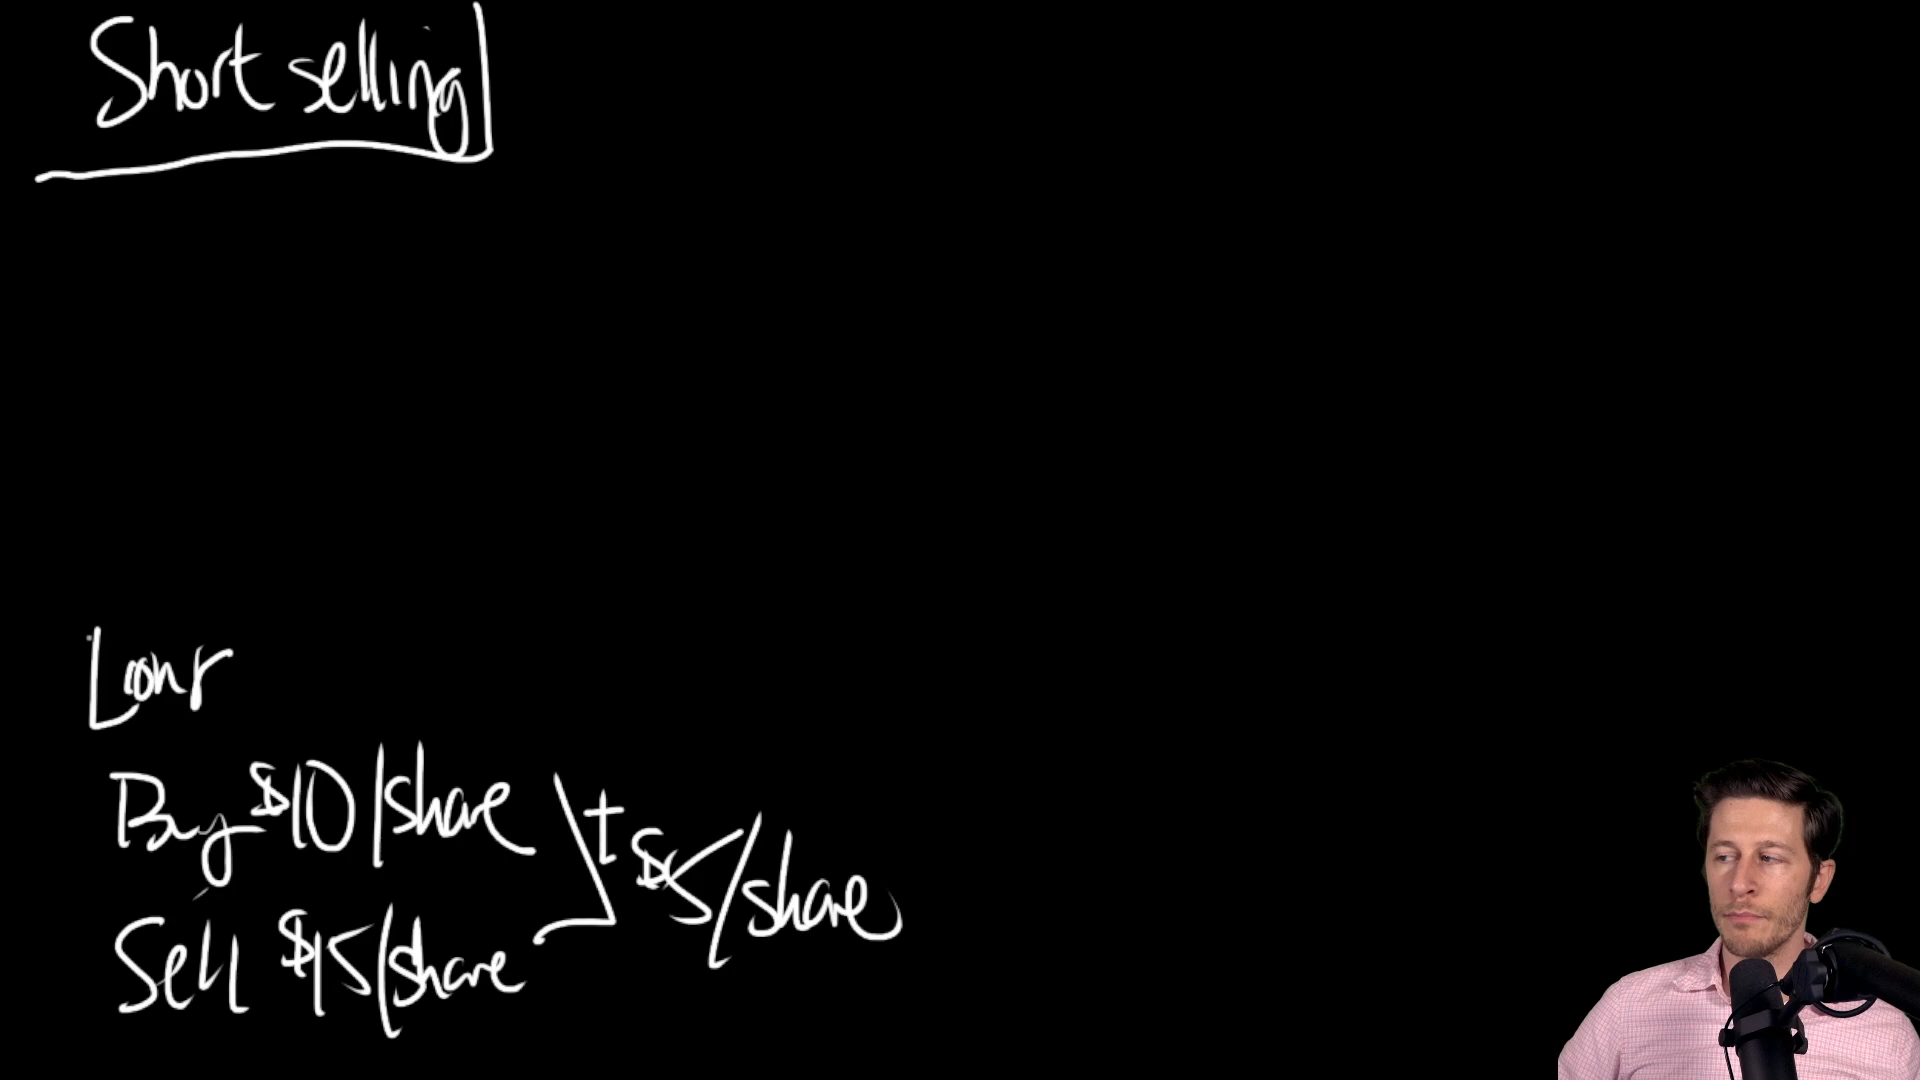 Short selling
Long
Buy $10/share
+ $5/share
Sell $15/share